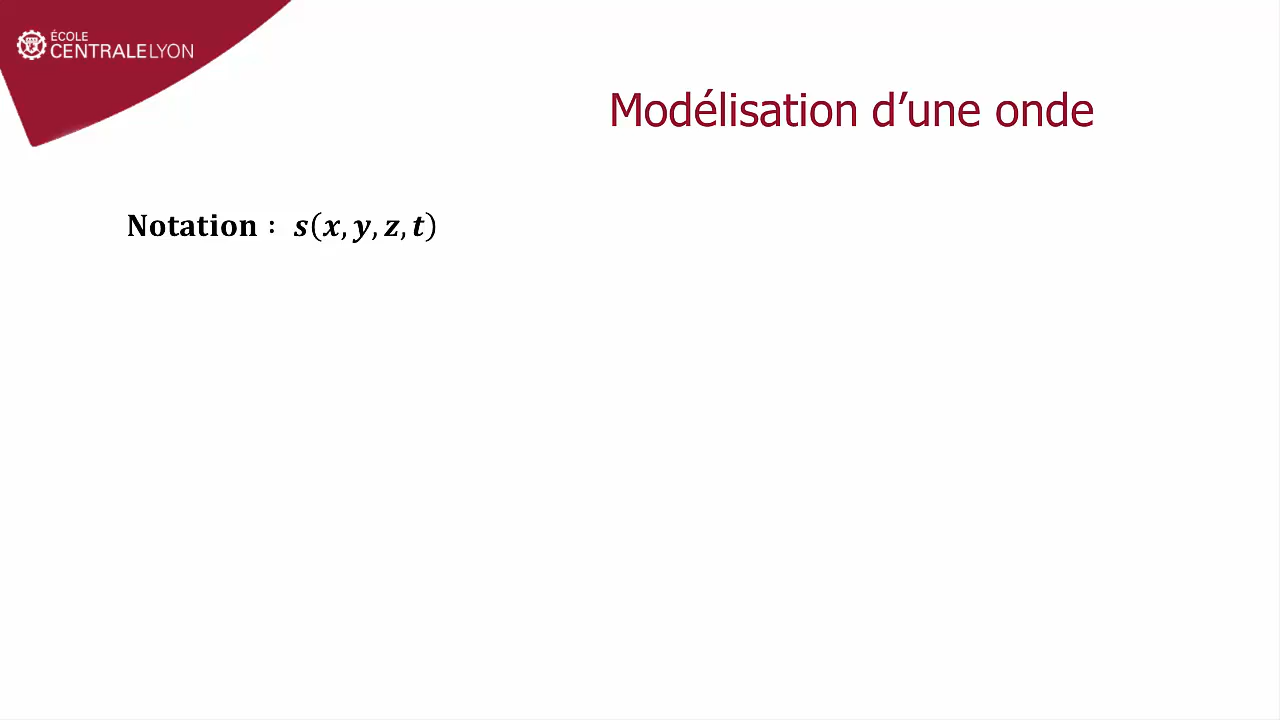 ÉCOLE
CENTRALELYON
Modélisation d’une onde
Notation : s(x, y, z, t)